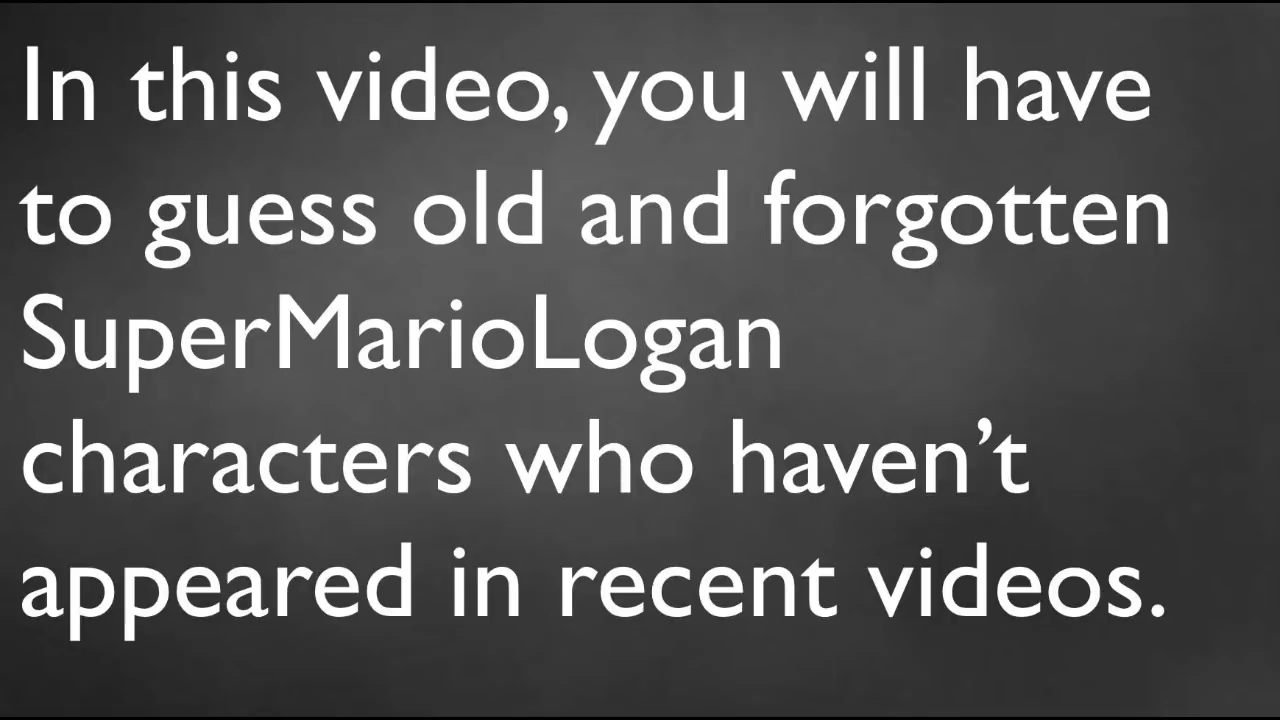 In this video, you will have
to guess old and forgotten
SuperMarioLogan
characters who haven’t
appeared in recent videos.